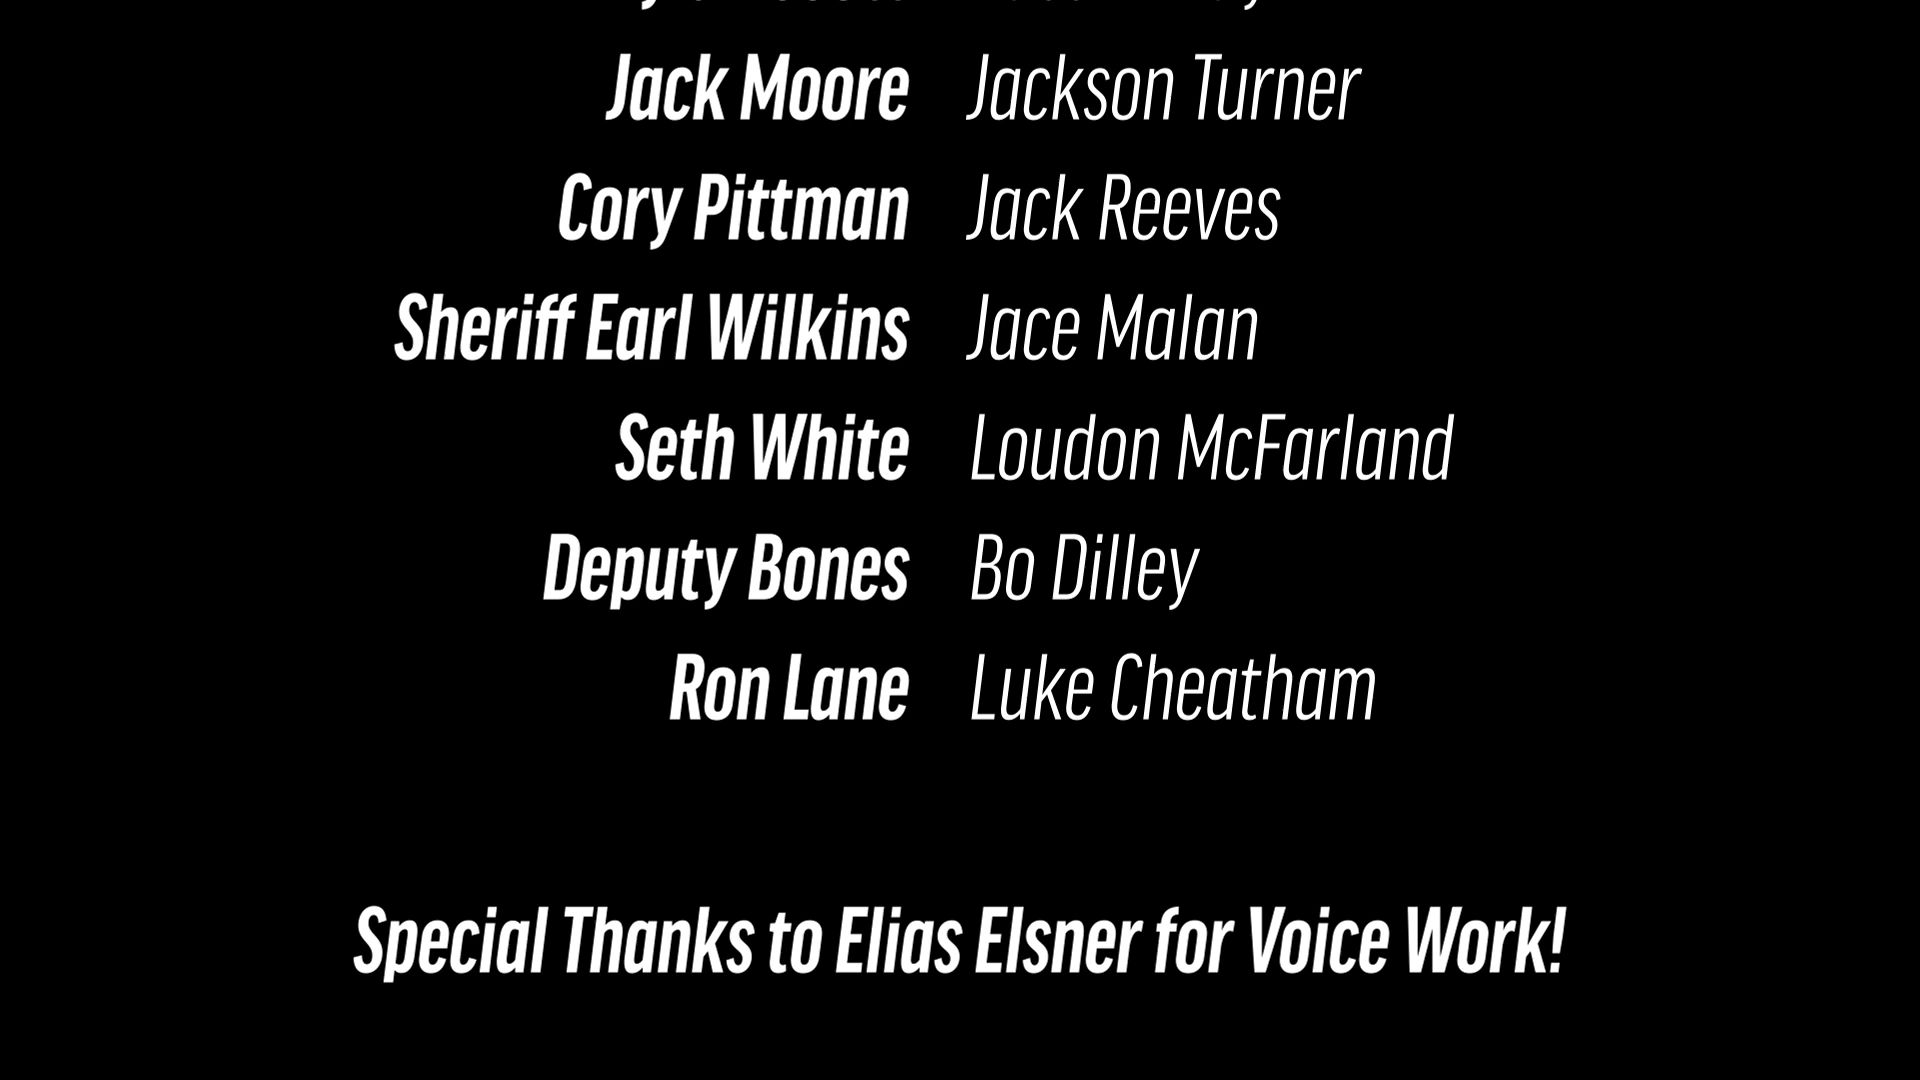 Jack Moore Jackson Turner
Cory Pittman Jack Reeves
Sheriff Earl Wilkins Jace Malan
Seth White Loudon McFarland
Deputy Bones Bo Dilley
Ron Lane Luke Cheatham
Special Thanks to Elias Elsner for Voice Work!